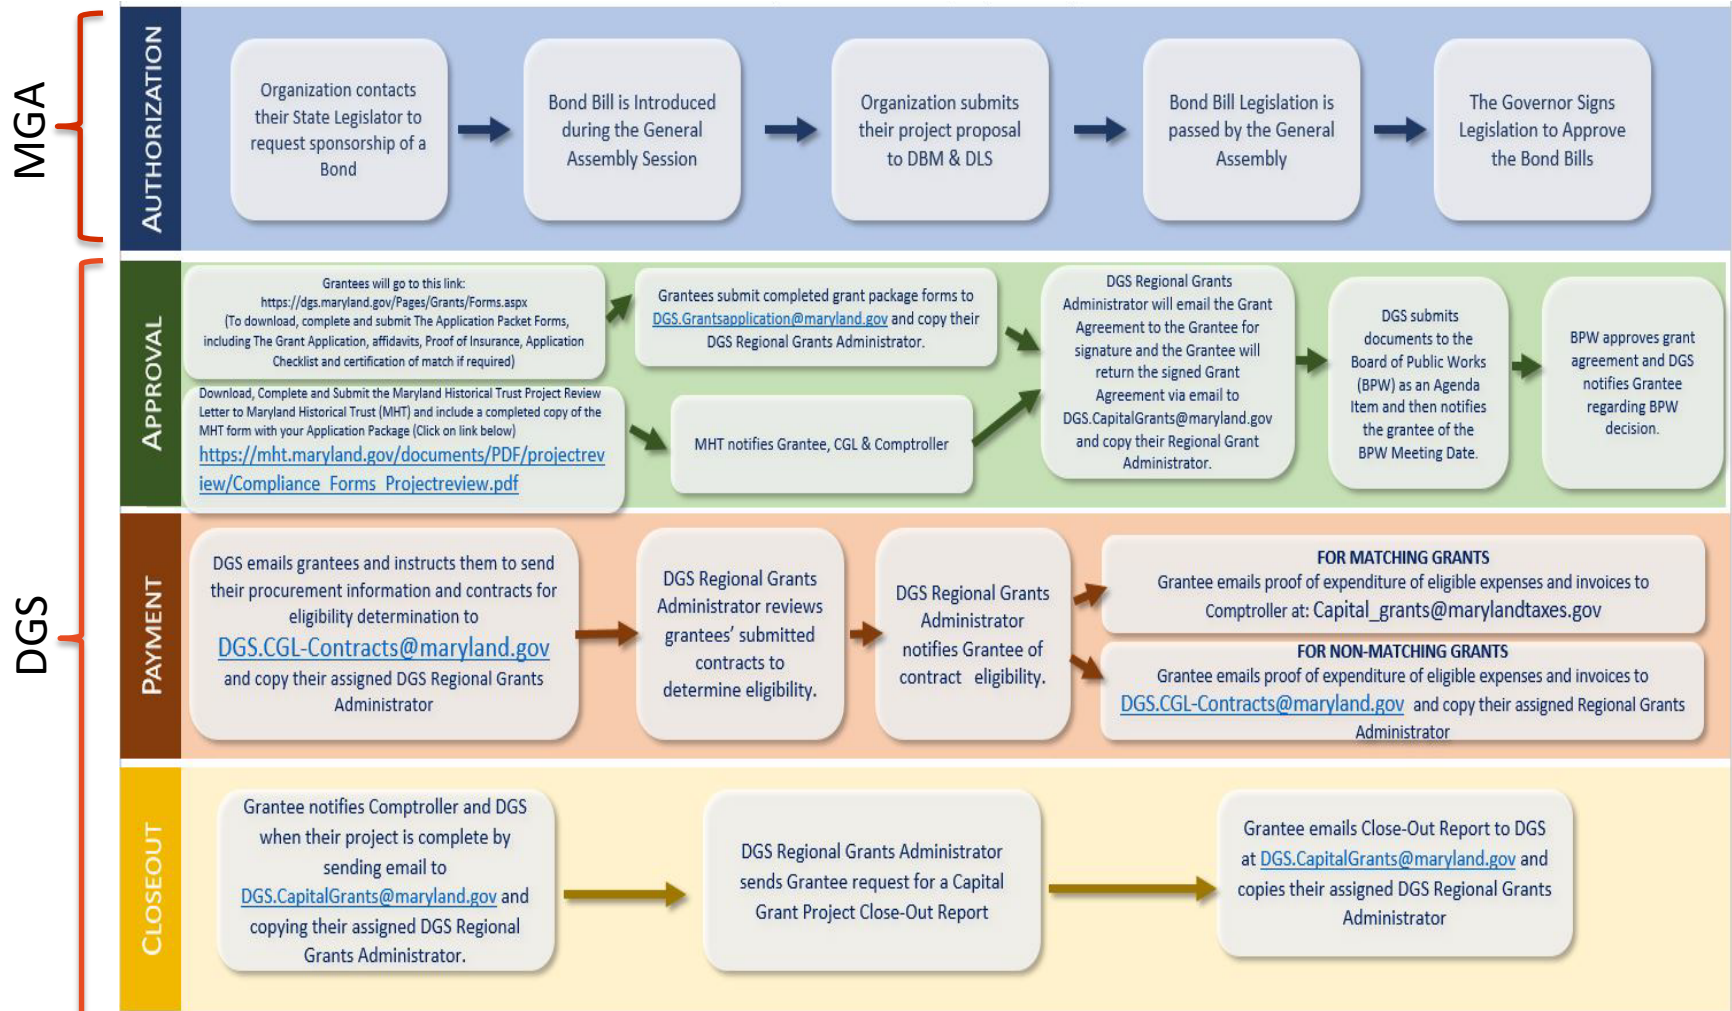 MGA
AUTHORIZATION
Organization contacts
their State Legislator to
request sponsorship of a
Bond
Bond Bill is Introduced
during the General
Assembly Session
Organization submits
their project proposal
to DBM & DLS
Bond Bill Legislation is
passed by the General
Assembly
The Governor Signs
Legislation to Approve
the Bond Bills
DGS
APPROVAL
Grantees will go to this link:
https://dgs.maryland.gov/Pages/Grants/Forms.aspx
(To download, complete and submit The Application Packet Forms,
including The Grant Application, affidavits, Proof of Insurance, Application
Checklist and certification of match if required)
Download, Complete and Submit the Maryland Historical Trust Project Review
Letter to Maryland Historical Trust (MHT) and include a completed copy of the
MHT form with your Application Package (Click on link below)
https://mht.maryland.gov/documents/PDF/projectrev
iew/Compliance_Forms_Projectreview.pdf
Grantees submit completed grant package forms to
DGS.Grantsapplication@maryland.gov and copy their
DGS Regional Grants Administrator.
MHT notifies Grantee, CGL & Comptroller
DGS Regional Grants
Administrator will email the Grant
Agreement to the Grantee for
signature and the Grantee will
return the signed Grant
Agreement via email to
DGS.CapitalGrants@maryland.gov
and copy their Regional Grant
Administrator.
DGS submits
documents to the
Board of Public Works
(BPW) as an Agenda
Item and then notifies
the grantee of the
BPW Meeting Date.
BPW approves grant
agreement and DGS
notifies Grantee
regarding BPW
decision.
PAYMENT
DGS emails grantees and instructs them to send
their procurement information and contracts for
eligibility determination to
DGS.CGL-Contracts@maryland.gov
and copy their assigned DGS Regional Grants
Administrator
DGS Regional Grants
Administrator reviews
grantees’ submitted
contracts to
determine eligibility.
DGS Regional Grants
Administrator
notifies Grantee of
contract eligibility.
FOR MATCHING GRANTS
Grantee emails proof of expenditure of eligible expenses and invoices to
Comptroller at: Capital_grants@marylandtaxes.gov
FOR NON-MATCHING GRANTS
Grantee emails proof of expenditure of eligible expenses and invoices to
DGS.CGL-Contracts@maryland.gov and copy their assigned Regional Grants
Administrator
CLOSEOUT
Grantee notifies Comptroller and DGS
when their project is complete by
sending email to
DGS.CapitalGrants@maryland.gov and
copying their assigned DGS Regional
Grants Administrator.
DGS Regional Grants Administrator
sends Grantee request for a Capital
Grant Project Close-Out Report
Grantee emails Close-Out Report to DGS
at DGS.CapitalGrants@maryland.gov and
copies their assigned DGS Regional Grants
Administrator